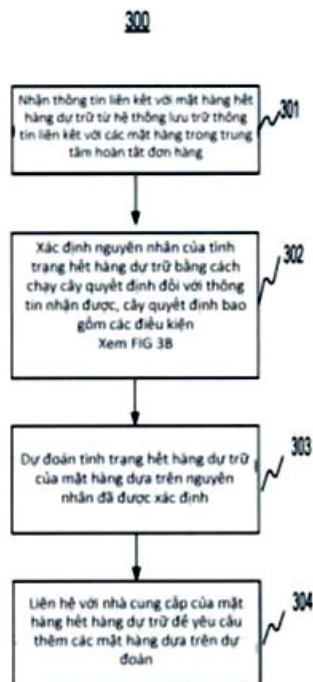 300
Nhận thông tin liên kết với mặt hàng hết
hàng dự trữ từ hệ thống lưu trữ thông
tin liên kết với các mặt hàng trong trung
tâm hoàn tất đơn hàng
301
Xác định nguyên nhân của tình
trạng hết hàng dự trữ bằng cách
chạy cây quyết định đối với thông
tin nhận được, cây quyết định bao
gồm các điều kiện
Xem FIG 3B
302
Dự đoán tình trạng hết hàng dự trữ
của mặt hàng dựa trên nguyên
nhân đã được xác định
303
Liên hệ với nhà cung cấp của mặt
hàng hết hàng dự trữ để yêu cầu
thêm các mặt hàng dựa trên dự
đoán
304